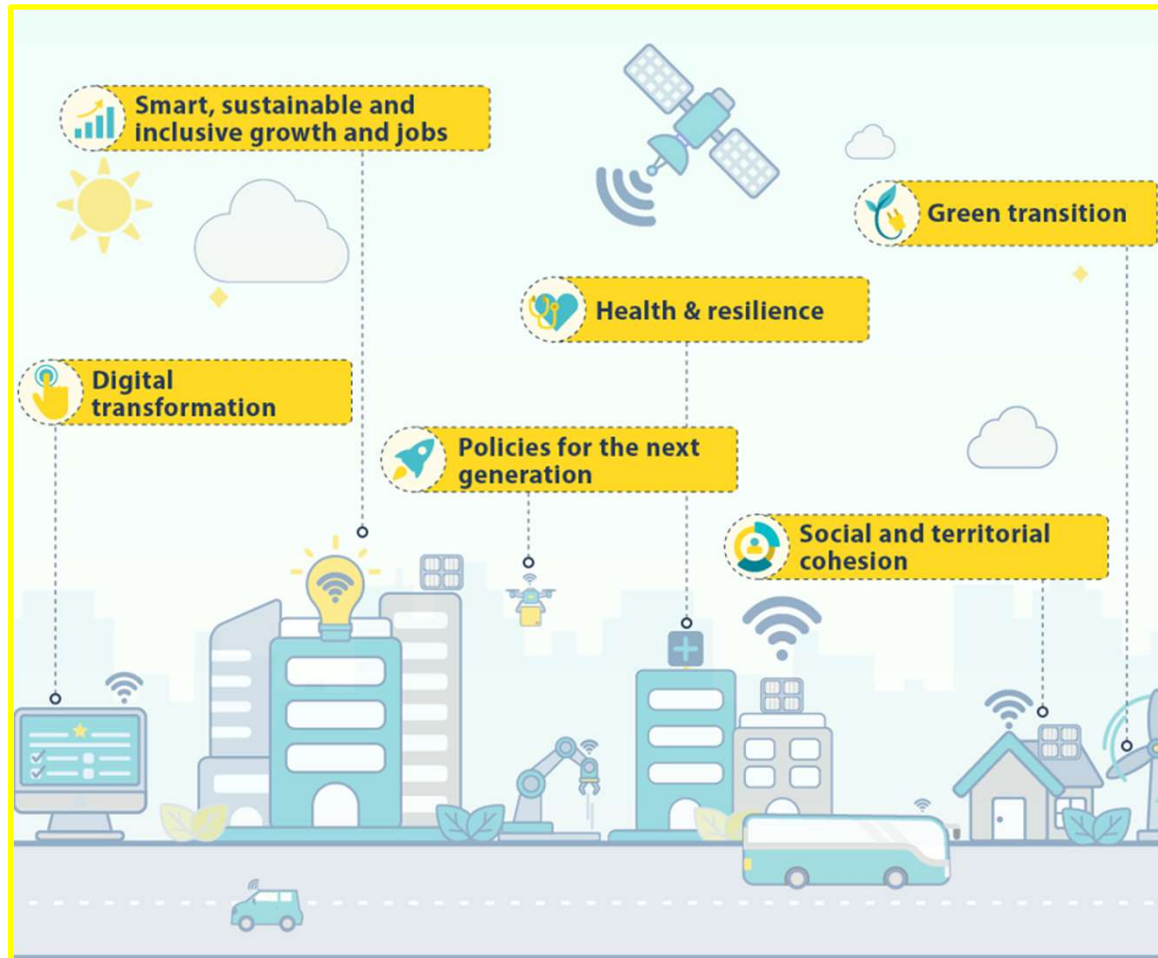 Smart, sustainable and
inclusive growth and jobs
Green transition
Health & resilience
Digital
transformation
Policies for the next
generation
Social and territorial
cohesion